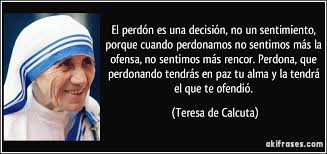 El perdón es una decisión, no un sentimiento,
porque cuando perdonamos no sentimos más la
ofensa, no sentimos más rencor. Perdona, que
perdonando tendrás en paz tu alma y la tendrá
el que te ofendió.
(Teresa de Calcuta)
akifrases.com